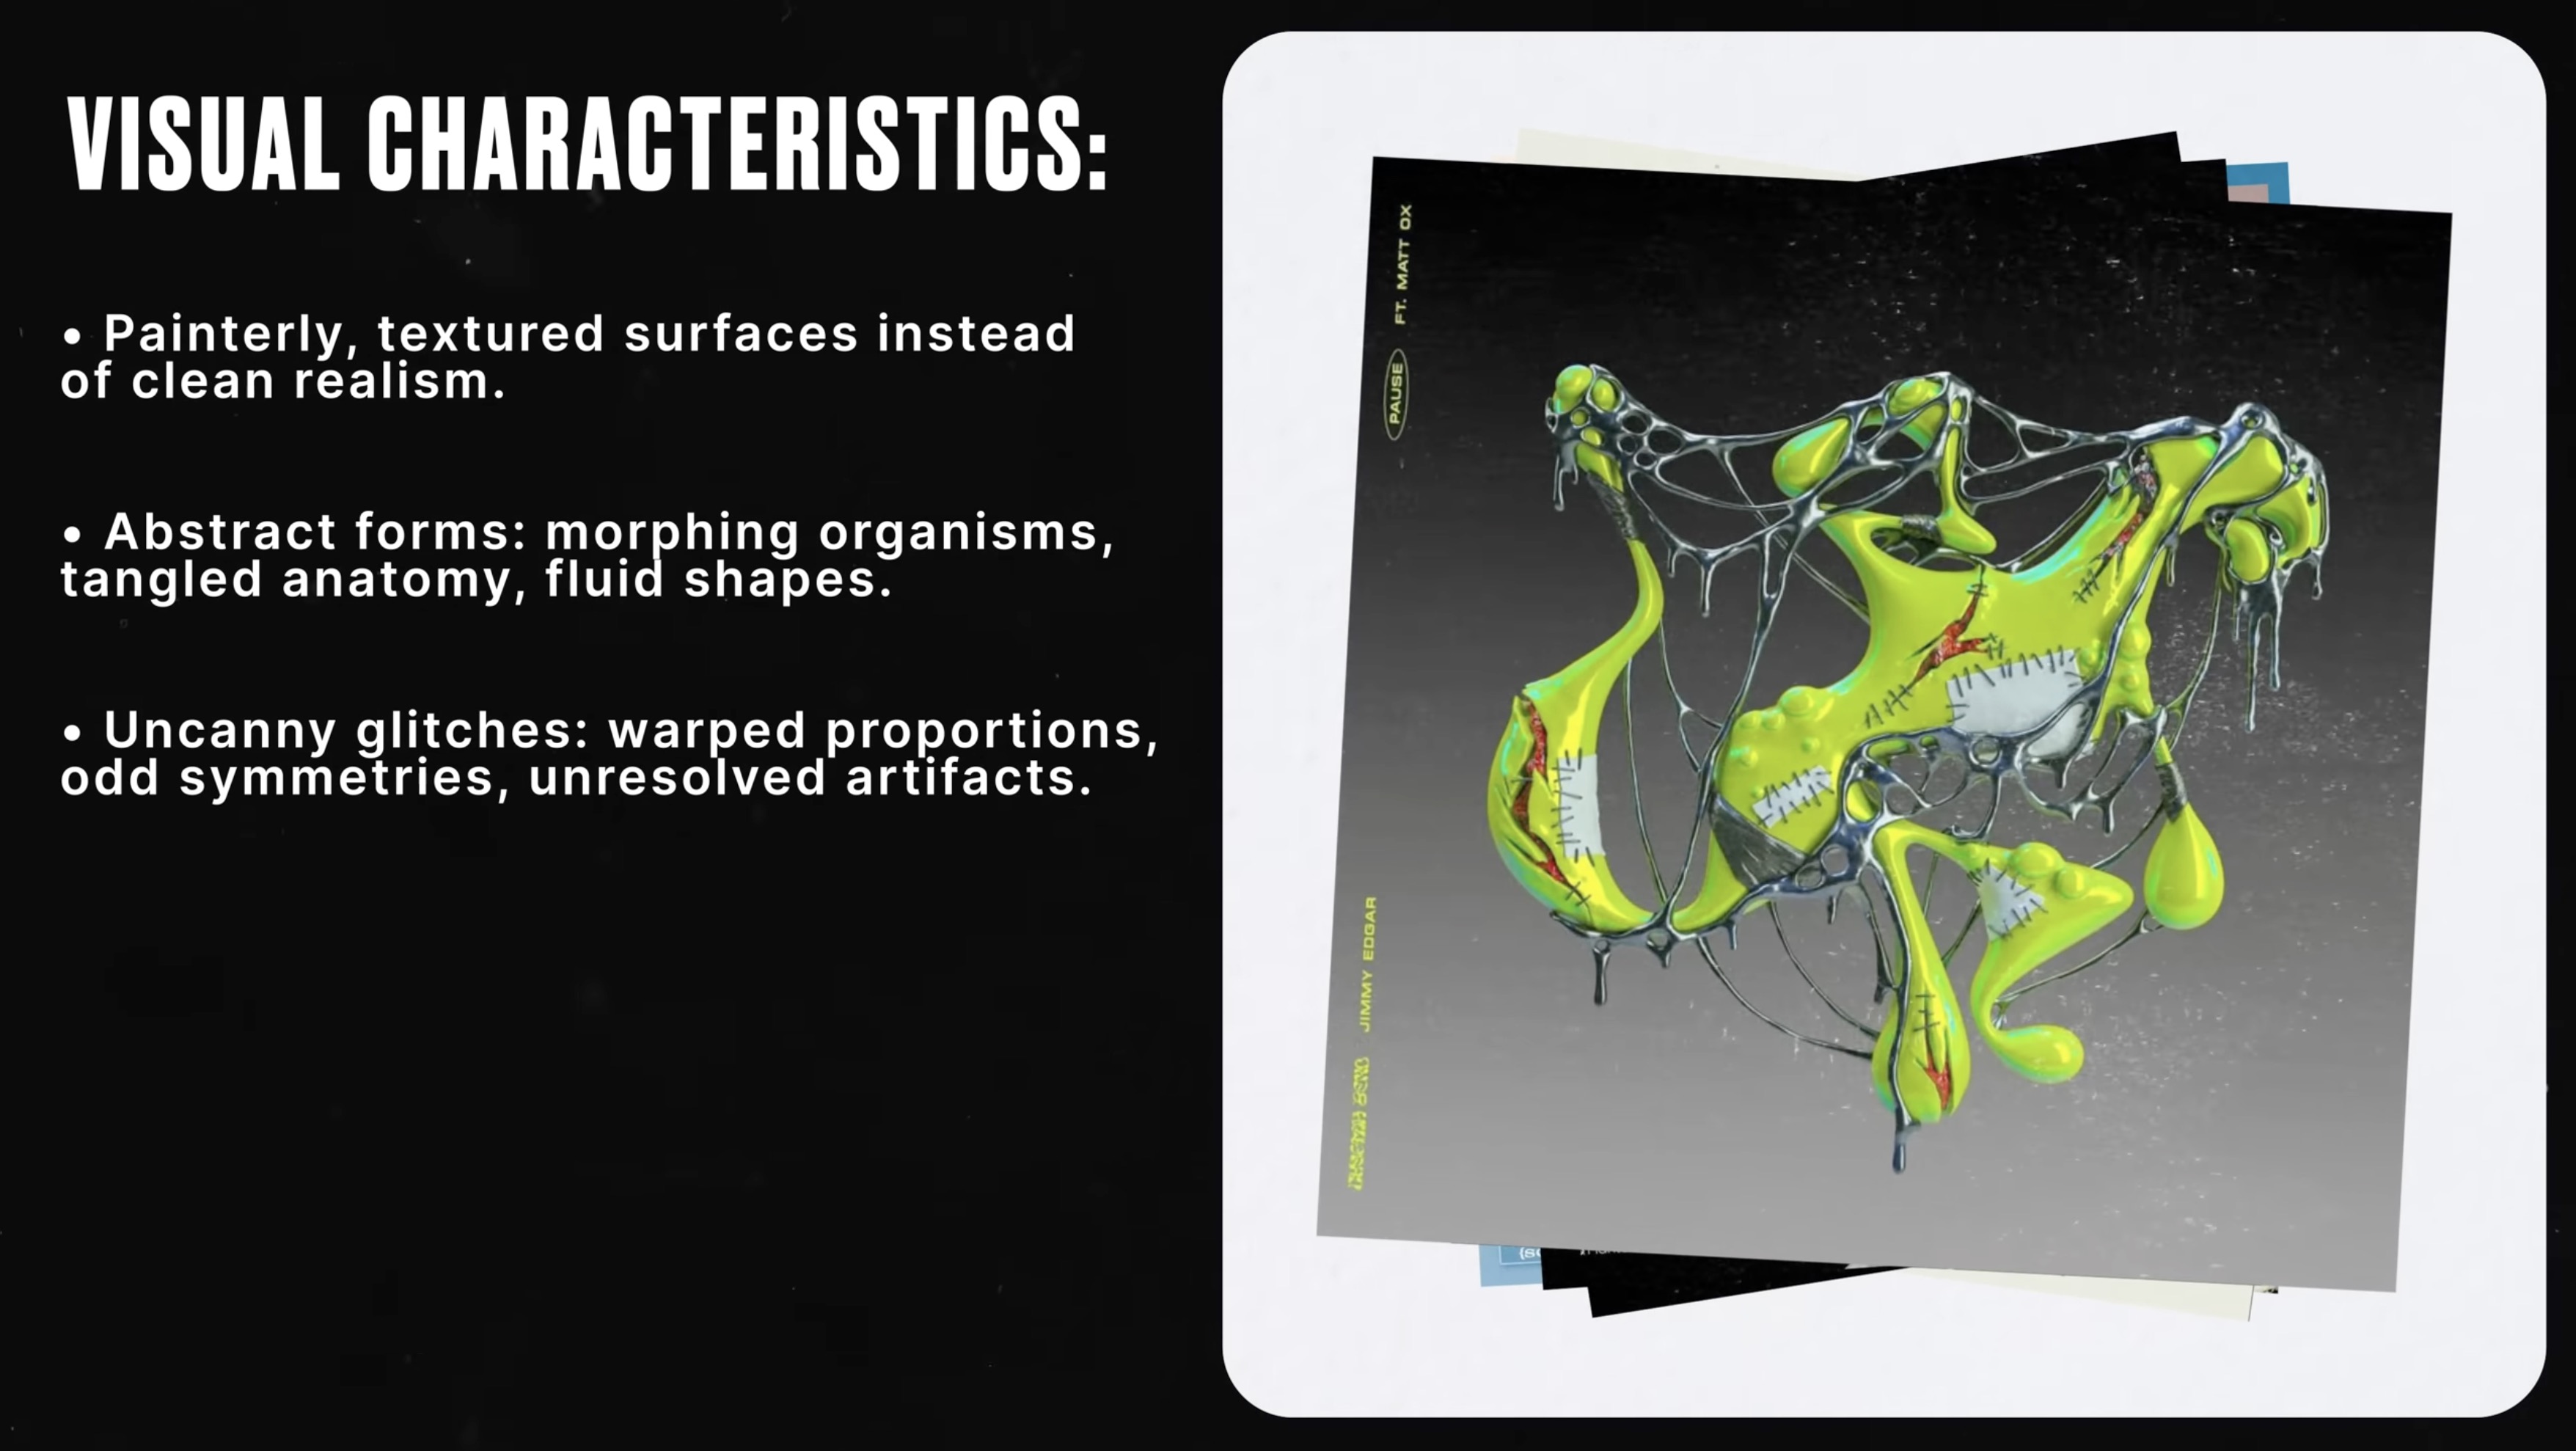 VISUAL CHARACTERISTICS:
• Painterly, textured surfaces instead
of clean realism.
• Abstract forms: morphing organisms,
tangled anatomy, fluid shapes.
• Uncanny glitches: warped proportions,
odd symmetries, unresolved artifacts.
PAUSE FT. MATT OX
JIMMY EDGAR